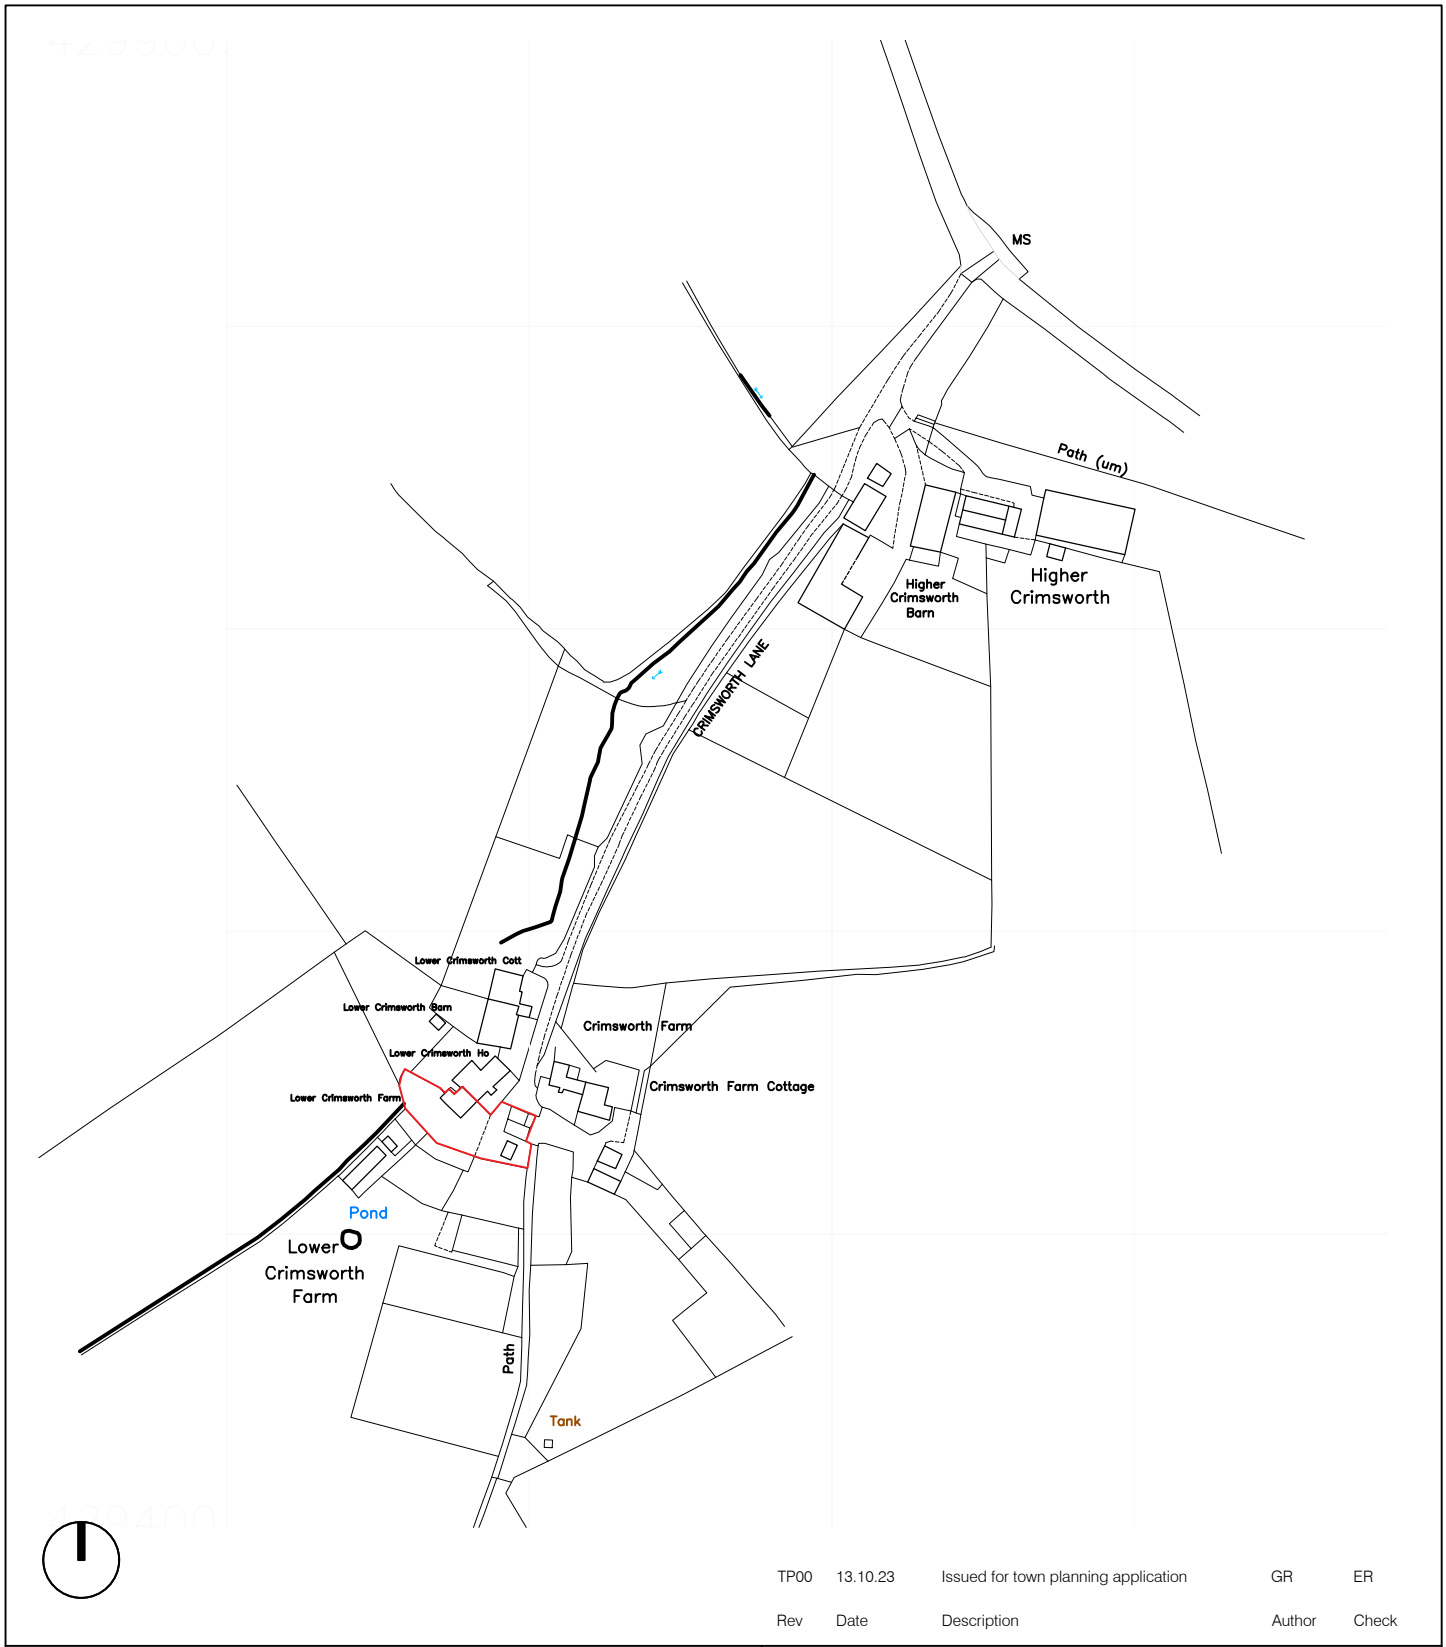 429900.
MS
Path (um)
Higher
Crimsworth
Higher
Crimsworth
Barn
CRIMSWORTH LANE
Lower Crimsworth Cott
Lower Crimsworth Barn
Crimsworth Farm
Lower Crimsworth Ho
Crimsworth Farm Cottage
Lower Crimsworth Farm
Pond
Lower
Crimsworth
Farm
Path
Tank
429400
TP00 13.10.23 Issued for town planning application GR ER
Rev Date Description Author Check